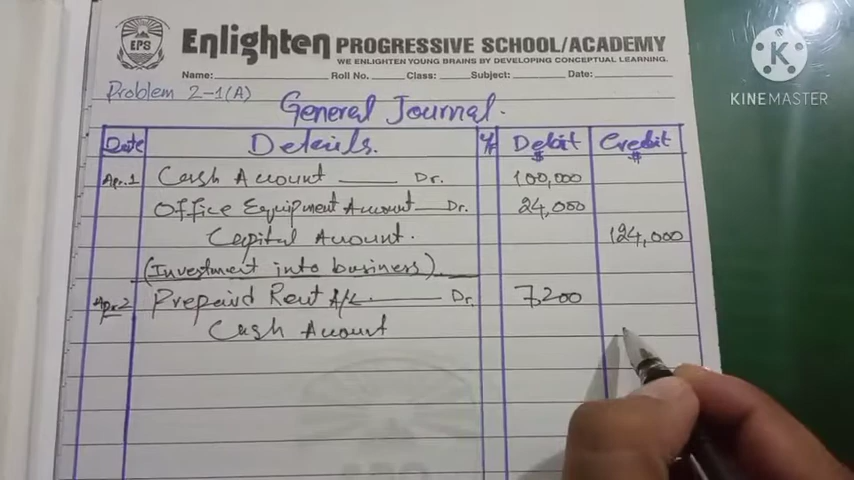 EPS
Enlighten PROGRESSIVE SCHOOL/ACADEMY
WE ENLIGHTEN YOUNG BRAINS BY DEVELOPING CONCEPTUAL LEARNING.
Name: Roll No. Class: Subject: Date:
Problem 2-1(A)
General Journal.
Date Details. Debit $ Credit $
Apr.1 Cash Account Dr. 100,000
Office Equipment Account Dr. 24,000
Capital Account. 124,000
(Investment into business)
Apr.2 Prepaid Rent A/c Dr. 7,200
Cash Account
EPS
K
KINEMASTER